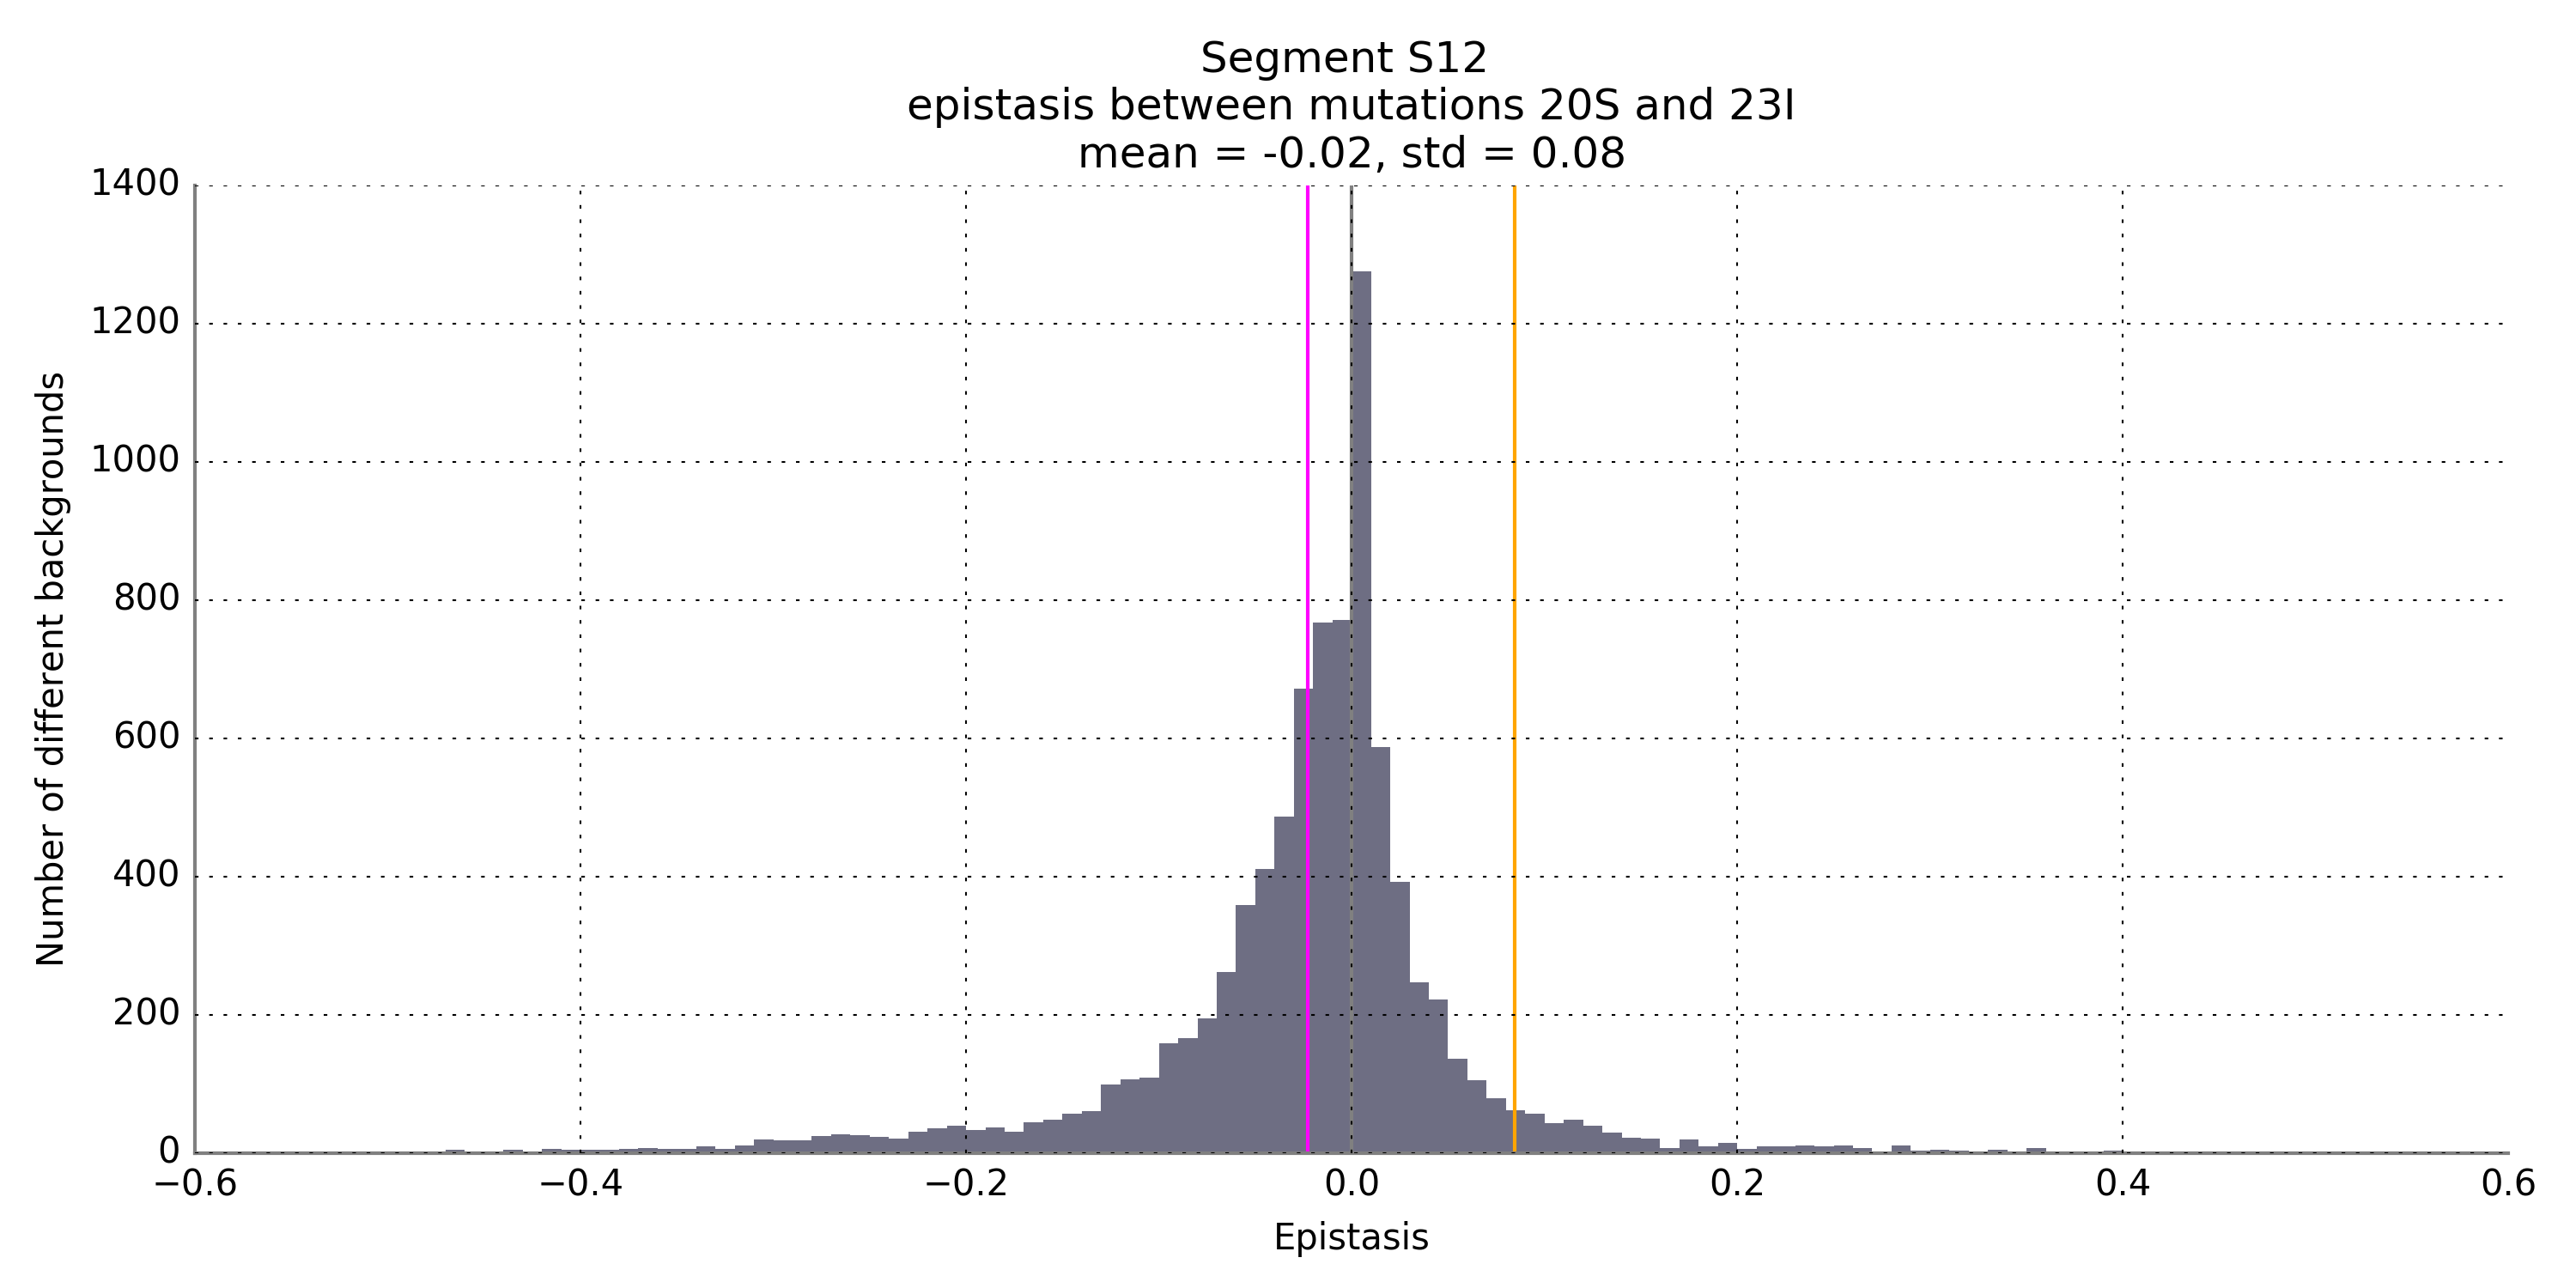 Segment S12
epistasis between mutations 20S and 23I
mean = -0.02, std = 0.08
1400
1200
1000
800
600
400
200
0
Number of different backgrounds
−0.6 −0.4 −0.2 0.0 0.2 0.4 0.6
Epistasis